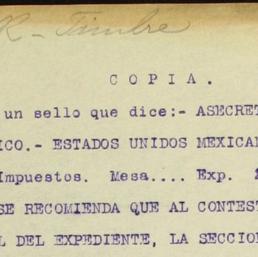 R - Timbre
COPIA.
un sello que dice:- ASECRET
ICO.- ESTADOS UNIDOS MEXICA
Impuestos. Mesa.... Exp.
SE RECOMIENDA QUE AL CONTEST
L DEL EXPEDIENTE, LA SECCIO